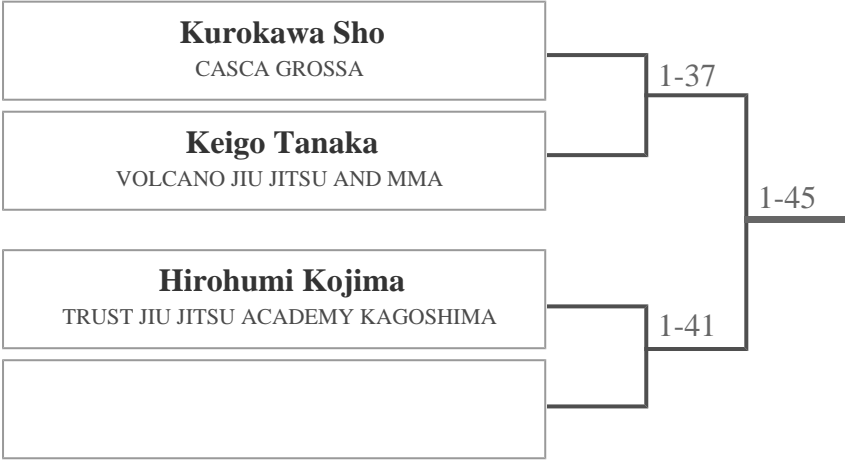 Kurokawa Sho
CASCA GROSSA
1-37
Keigo Tanaka
VOLCANO JIU JITSU AND MMA
1-45
Hirohumi Kojima
TRUST JIU JITSU ACADEMY KAGOSHIMA
1-41